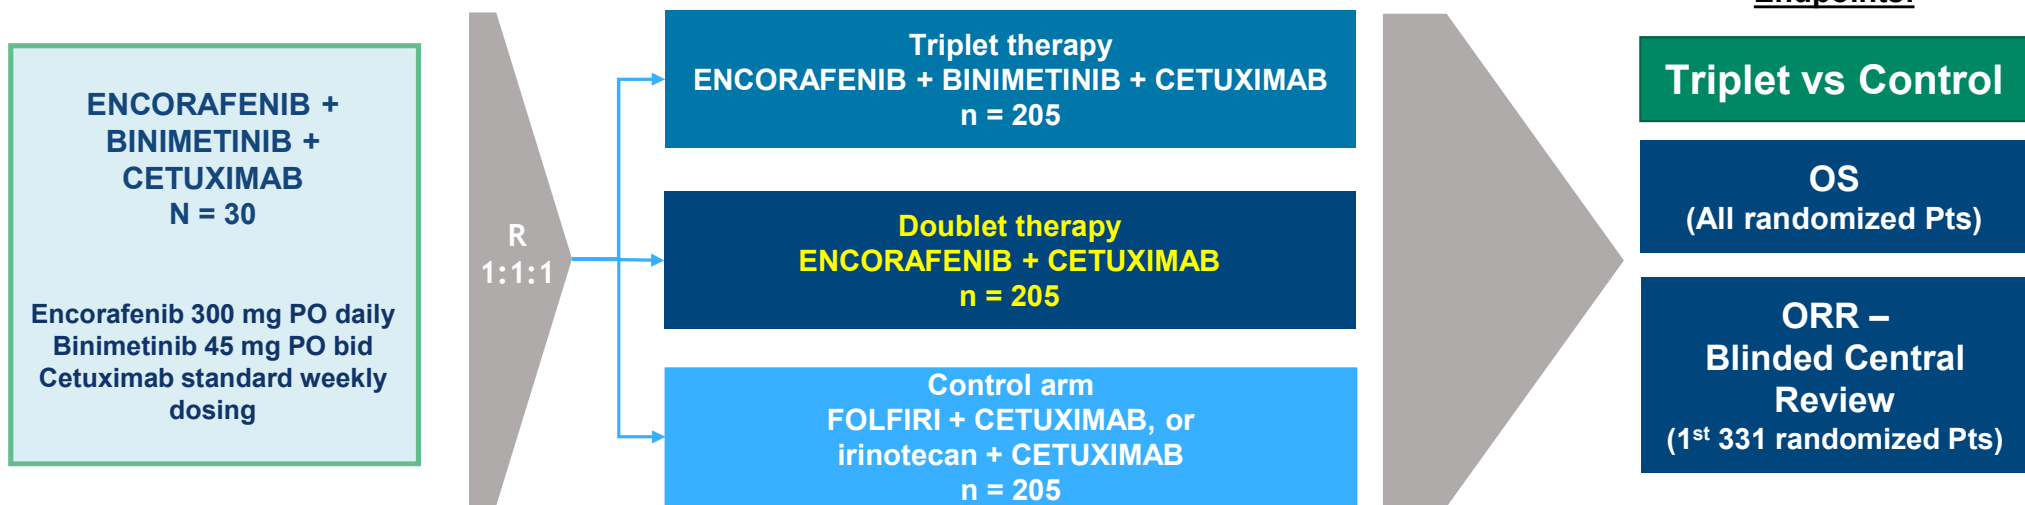 ENCORAFENIB +
BINIMETINIB +
CETUXIMAB
N = 30
Encorafenib 300 mg PO daily
Binimetinib 45 mg PO bid
Cetuximab standard weekly
dosing
R
1:1:1
Triplet therapy
ENCORAFENIB + BINIMETINIB + CETUXIMAB
n = 205
Doublet therapy
ENCORAFENIB + CETUXIMAB
n = 205
Control arm
FOLFIRI + CETUXIMAB, or
irinotecan + CETUXIMAB
n = 205
Endpoints:
Triplet vs Control
OS
(All randomized Pts)
ORR –
Blinded Central
Review
(1st 331 randomized Pts)